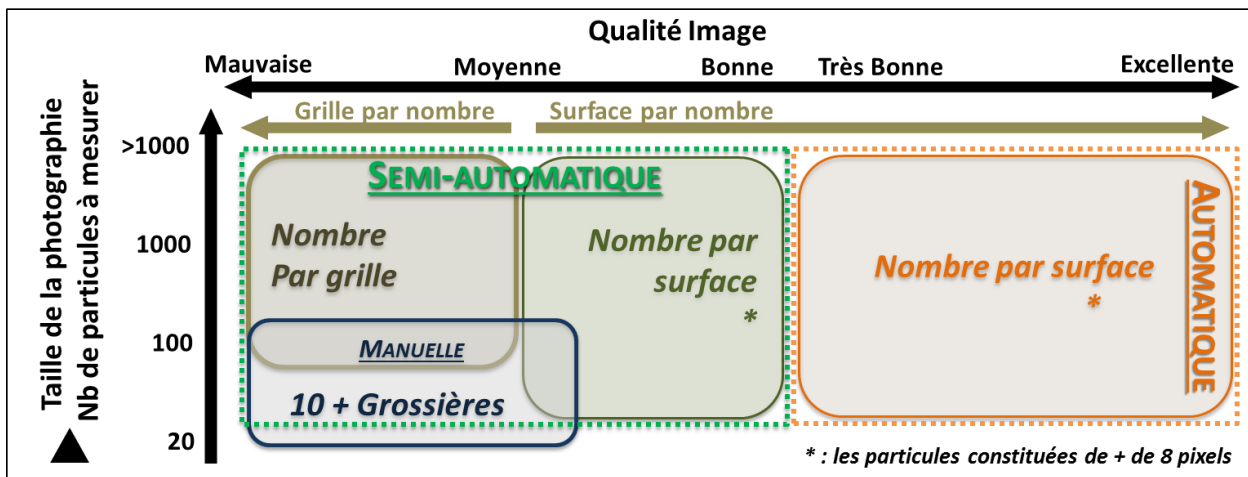 Qualité Image
Mauvaise Moyenne Bonne Très Bonne Excellente
Grille par nombre Surface par nombre
Taille de la photographie
Nb de particules à mesurer
>1000
1000
100
20
SEMI-AUTOMATIQUE
Nombre
Par grille
Nombre par
surface
*
MANUELLE
10 + Grossières
Nombre par surface
*
AUTOMATIQUE
* : les particules constituées de + de 8 pixels